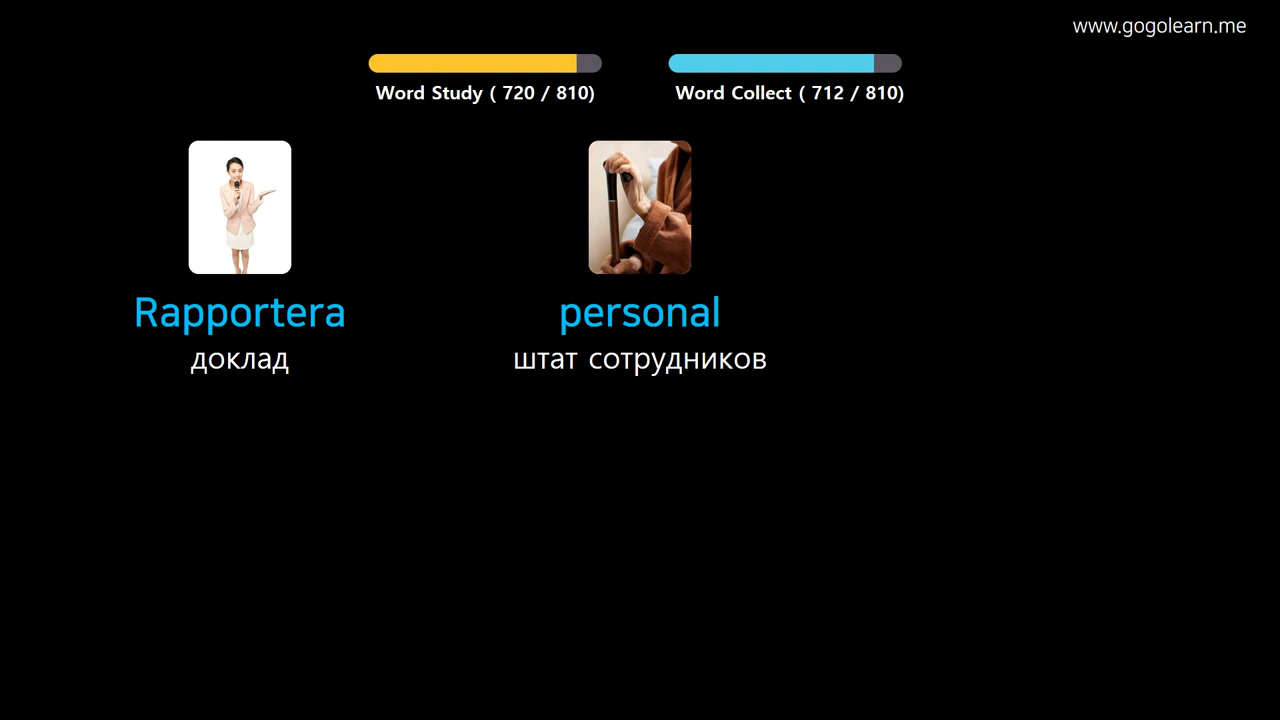 www.gogolearn.me
Word Study ( 720 / 810)
Word Collect ( 712 / 810)
Rapportera
personal
доклад
штат сотрудников